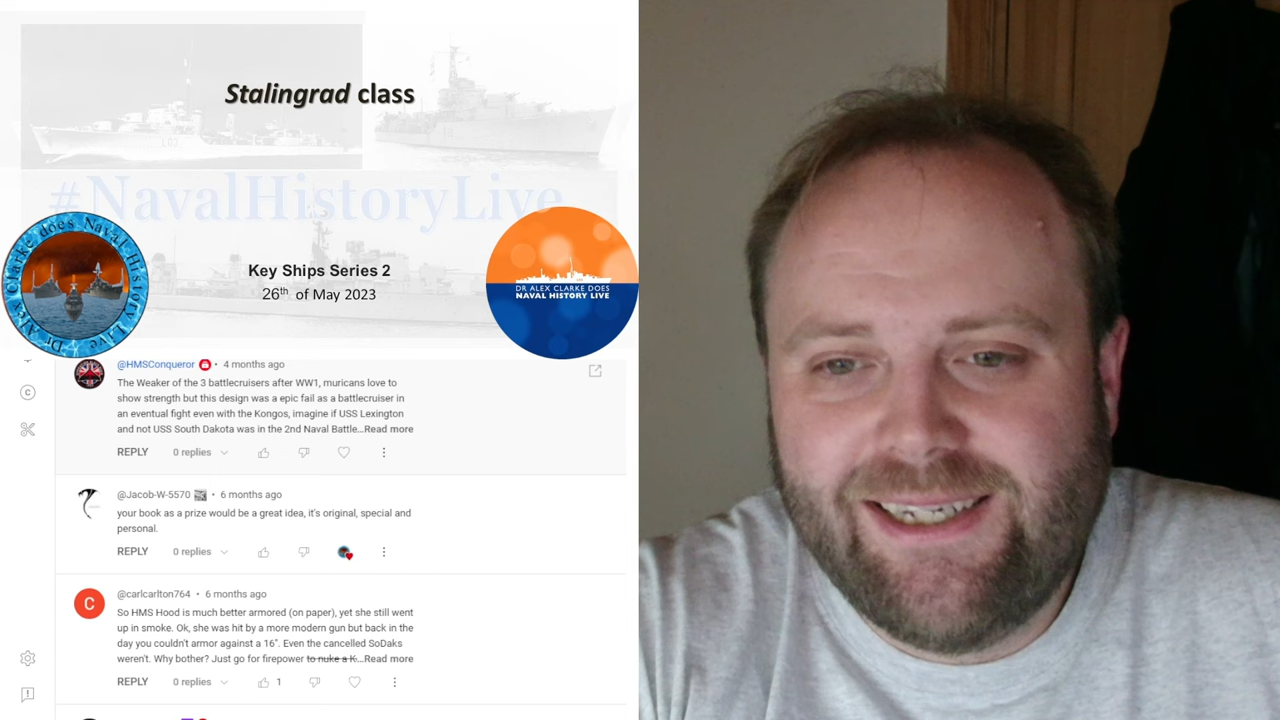 Stalingrad class
#NavalHistoryLive
Dr Alex Clarke does Naval History Live
Key Ships Series 2
26th of May 2023
DR ALEX CLARKE DOES
NAVAL HISTORY LIVE
@HMSConqueror • 4 months ago
The Weaker of the 3 battlecruisers after WW1, muricans love to
show strength but this design was a epic fail as a battlecruiser in
an eventual fight even with the Kongos, imagine if USS Lexington
and not USS South Dakota was in the 2nd Naval Battle...Read more
REPLY 0 replies
@Jacob-W-5570 • 6 months ago
your book as a prize would be a great idea, it's original, special and
personal.
REPLY 0 replies
C
@carlcarlton764 • 6 months ago
So HMS Hood is much better armored (on paper), yet she still went
up in smoke. Ok, she was hit by a more modern gun but back in the
day you couldn't armor against a 16". Even the cancelled SoDaks
weren't. Why bother? Just go for firepower to nuke a K...Read more
REPLY 0 replies 1